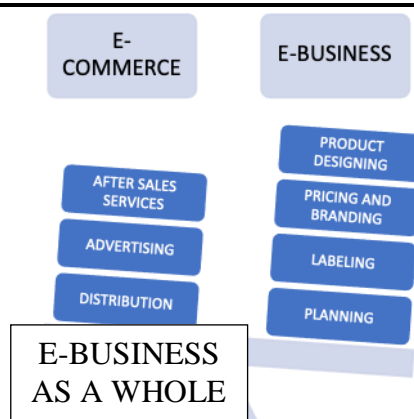 E-
COMMERCE
E-BUSINESS
AFTER SALES
SERVICES
ADVERTISING
DISTRIBUTION
PRODUCT
DESIGNING
PRICING AND
BRANDING
LABELING
PLANNING
E-BUSINESS
AS A WHOLE